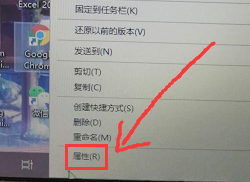 Excel 20
固定到任务栏(K)
还原以前的版本(V)
Google
Chrom
发送到(N)
剪切(T)
复制(C)
创建快捷方式(S)
删除(D)
重命名(M)
属性(R)